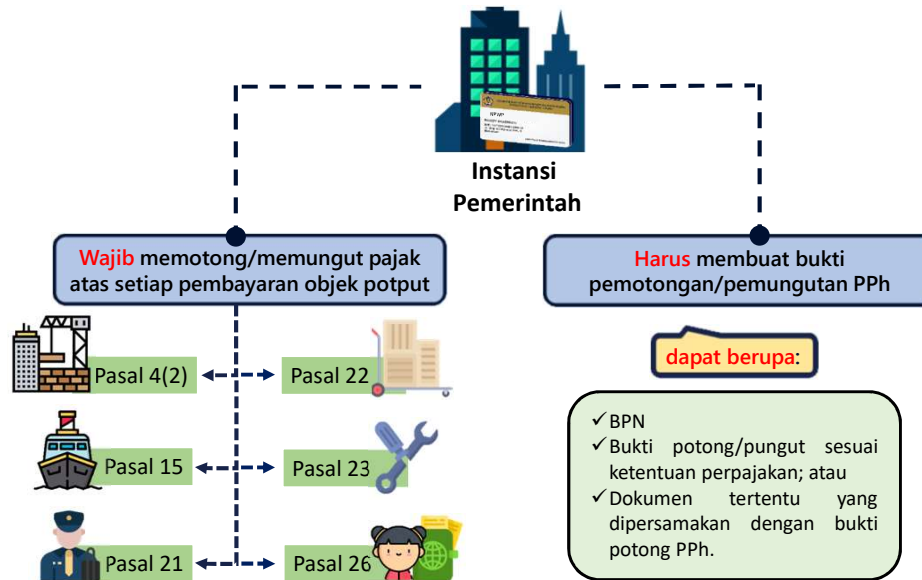 NPWP
Instansi
Pemerintah
Wajib memotong/memungut pajak
atas setiap pembayaran objek potput
Pasal 4(2)
Pasal 22
Pasal 15
Pasal 23
Pasal 21
Pasal 26
Harus membuat bukti
pemotongan/pemungutan PPh
dapat berupa:
✓BPN
✓Bukti potong/pungut sesuai
ketentuan perpajakan; atau
✓Dokumen tertentu yang
dipersamakan dengan bukti
potong PPh.